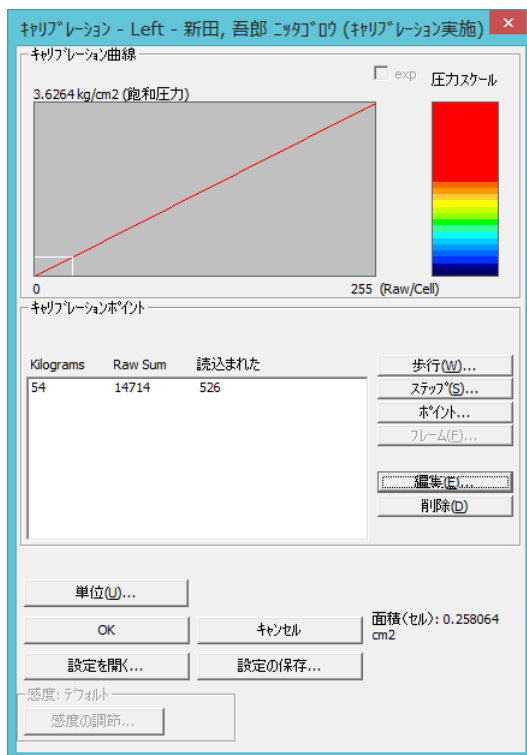 キャリブレーション - Left - 新田, 吾郎 ニッタゴロウ (キャリブレーション実施)
キャリブレーション曲線
exp
圧力スケール
3.6264 kg/cm2 (飽和圧力)
0
255 (Raw/Cell)
キャリブレーションポイント
Kilograms Raw Sum 読込まれた
54 14714 526
歩行(W)...
ステップ(S)...
ポイント...
フレーム(F)...
編集(E)...
削除(D)
単位(U)...
OK
キャンセル
面積(セル): 0.258064
cm2
設定を開く...
設定の保存...
感度: デフォルト
感度の調節...